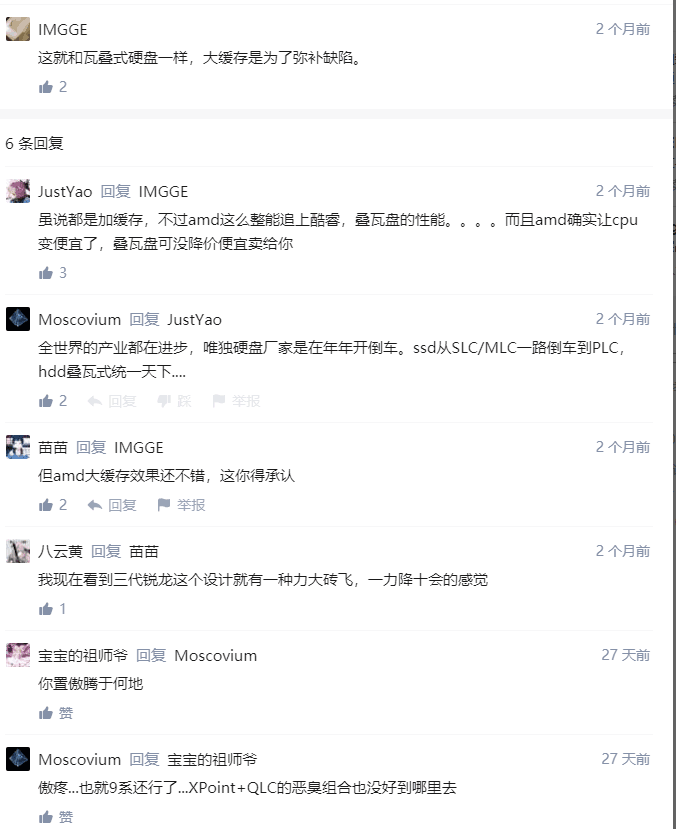 IMGGE 2 个月前
这就和瓦叠式硬盘一样，大缓存是为了弥补缺陷。
2
6 条回复
JustYao 回复 IMGGE 2 个月前
虽说都是加缓存，不过amd这么整能追上酷睿，叠瓦盘的性能。。。。而且amd确实让cpu
变便宜了，叠瓦盘可没降价便宜卖给你
3
Moscovium 回复 JustYao 2 个月前
全世界的产业都在进步，唯独硬盘厂家是在年年开倒车。ssd从SLC/MLC一路倒车到PLC，
hdd叠瓦式统一天下....
2 回复 踩 举报
苗苗 回复 IMGGE 2 个月前
但amd大缓存效果还不错，这你得承认
2 回复 举报
八云黄 回复 苗苗 2 个月前
我现在看到三代锐龙这个设计就有一种力大砖飞，一力降十会的感觉
1
宝宝的祖师爷 回复 Moscovium 27 天前
你置傲腾于何地
赞
Moscovium 回复 宝宝的祖师爷 27 天前
傲疼...也就9系还行了...XPoint+QLC的恶臭组合也没好到哪里去
赞